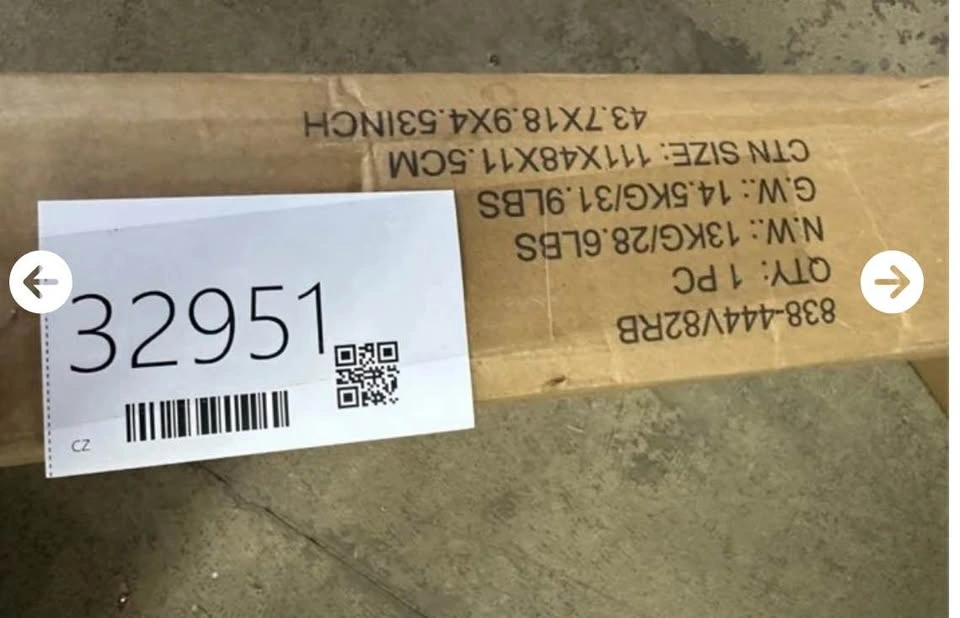 838-444V82RB
QTY: 1 PC
N.W.: 13KG/28.6LBS
G.W.: 14.5KG/31.9LBS
CTN SIZE: 111X48X11.5CM
43.7X18.9X4.53INCH
32951
CZ